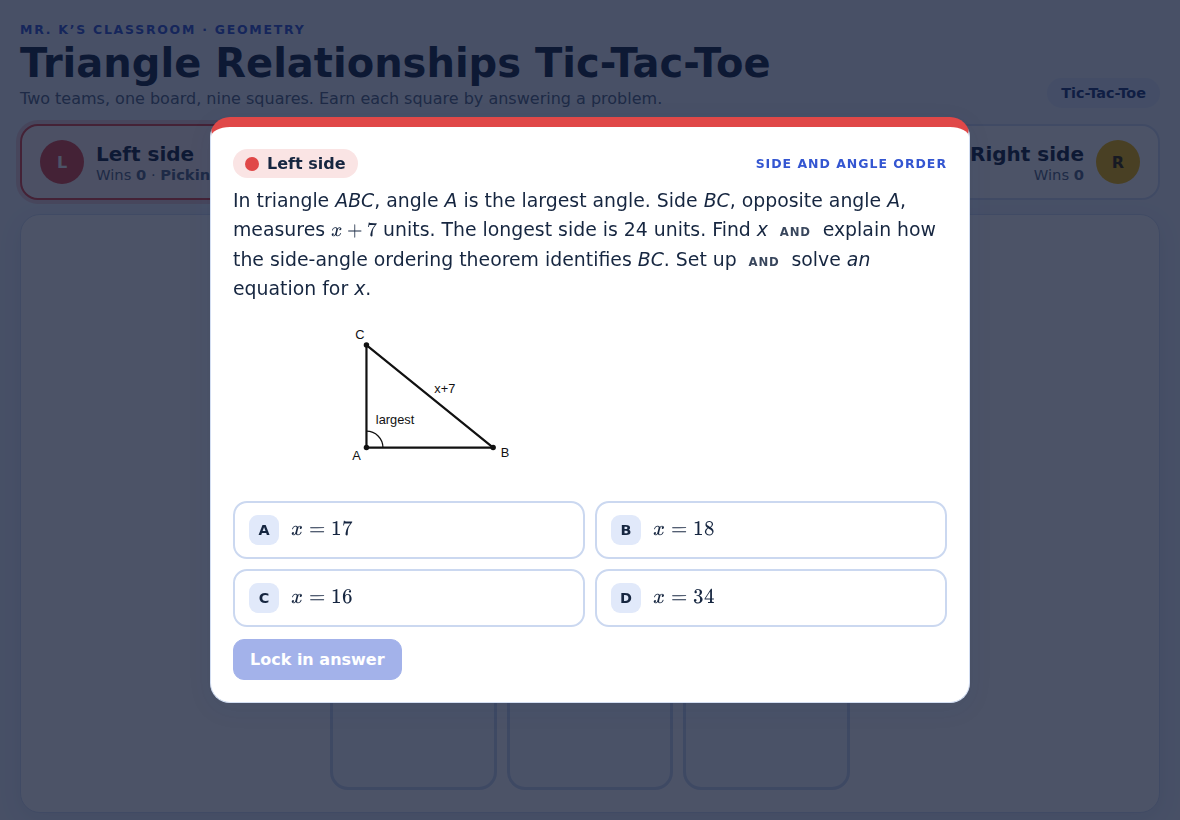 MR. K'S CLASSROOM · GEOMETRY
Triangle Relationships Tic-Tac-Toe
Two teams, one board, nine squares. Earn each square by answering a problem.
Tic-Tac-Toe
L
Left side
Wins 0 · Pickin
Right side
Wins 0
R
Left side
SIDE AND ANGLE ORDER
In triangle ABC, angle A is the largest angle. Side BC, opposite angle A,
measures x + 7 units. The longest side is 24 units. Find x AND explain how
the side-angle ordering theorem identifies BC. Set up AND solve an
equation for x.
C
x+7
largest
A
B
A x = 17
B x = 18
C x = 16
D x = 34
Lock in answer